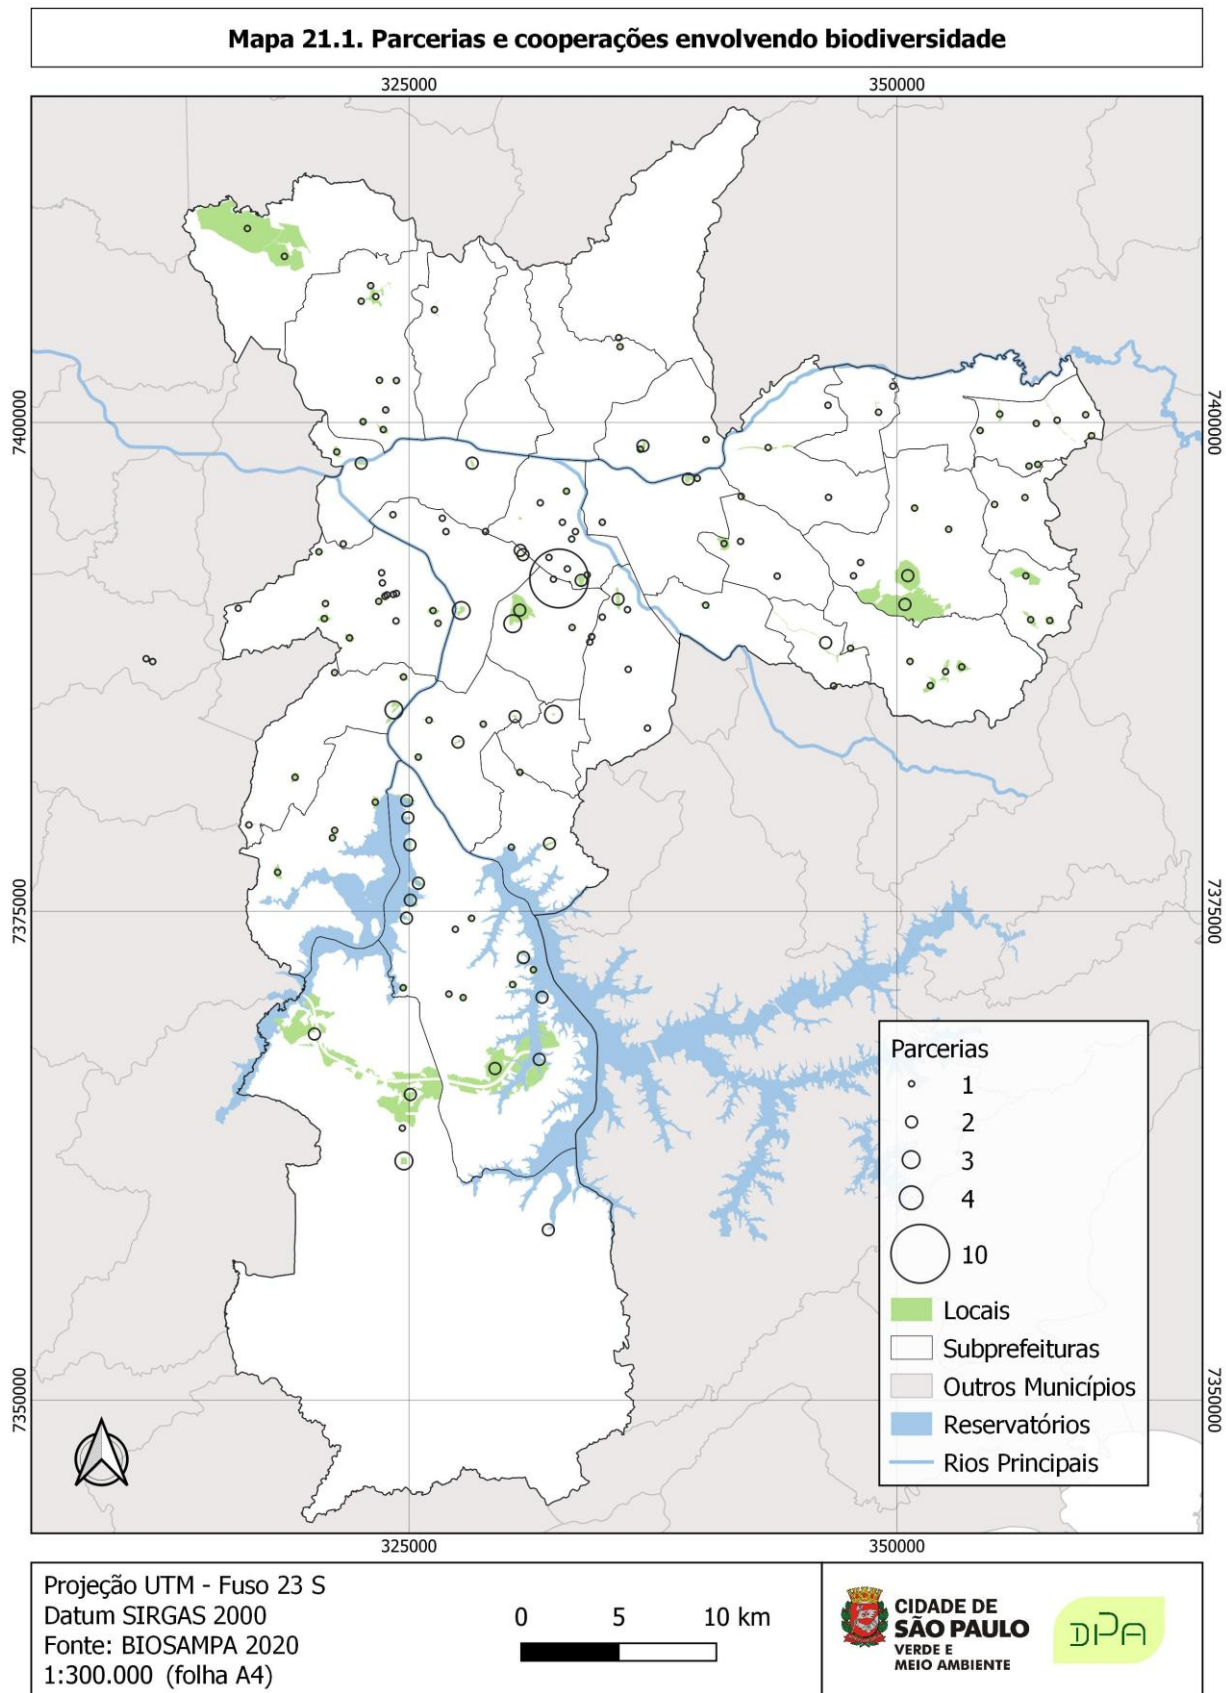 Mapa 21.1. Parcerias e cooperações envolvendo biodiversidade
325000
350000
7400000
7400000
7375000
7375000
7350000
7350000
Parcerias
1
2
3
4
10
Locais
Subprefeituras
Outros Municípios
Reservatórios
Rios Principais
325000
350000
Projeção UTM - Fuso 23 S
Datum SIRGAS 2000
Fonte: BIOSAMPA 2020
1:300.000 (folha A4)
0 5 10 km
CIDADE DE
SÃO PAULO
VERDE E
MEIO AMBIENTE
DPA